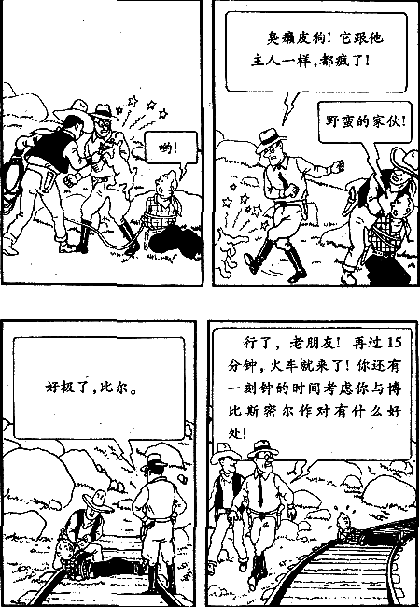 哟!
臭癞皮狗! 它跟他
主人一样,都疯了!
野蛮的家伙!
好极了,比尔。
行了,老朋友! 再过15
分钟,火车就来了! 你还有
一刻钟的时间考虑你与博
比斯密尔作对有什么好
处!